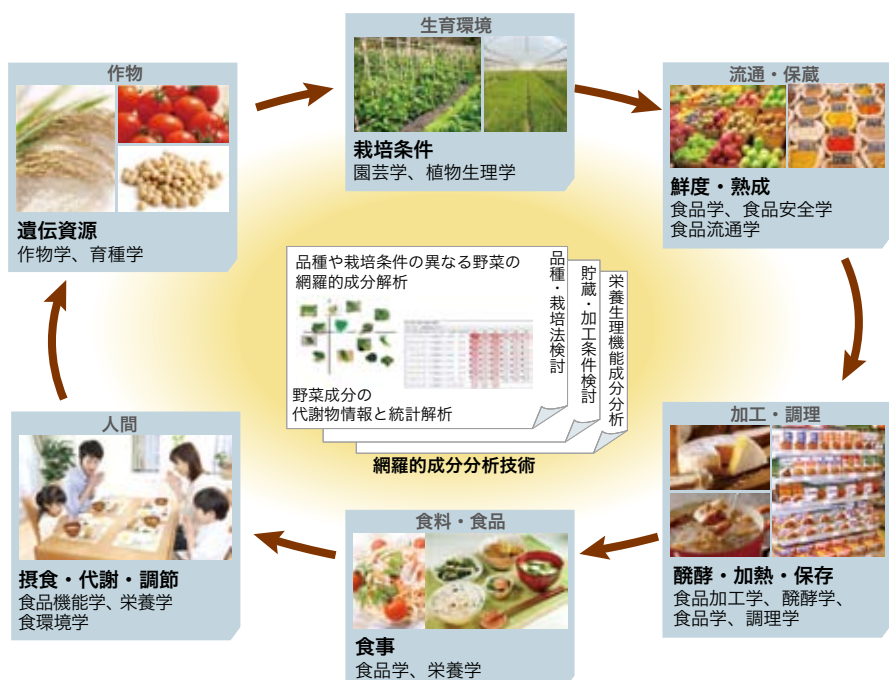 生育環境
栽培条件
園芸学、植物生理学
作物
遺伝資源
作物学、育種学
流通・保蔵
鮮度・熟成
食品学、食品安全学
食品流通学
品種や栽培条件の異なる野菜の
網羅的成分解析
野菜成分の
代謝物情報と統計解析
品種・栽培法検討
貯蔵・加工条件検討
栄養生理機能成分分析
網羅的成分分析技術
人間
摂食・代謝・調節
食品機能学、栄養学
食環境学
食料・食品
食事
食品学、栄養学
加工・調理
醗酵・加熱・保存
食品加工学、醗酵学、
食品学、調理学